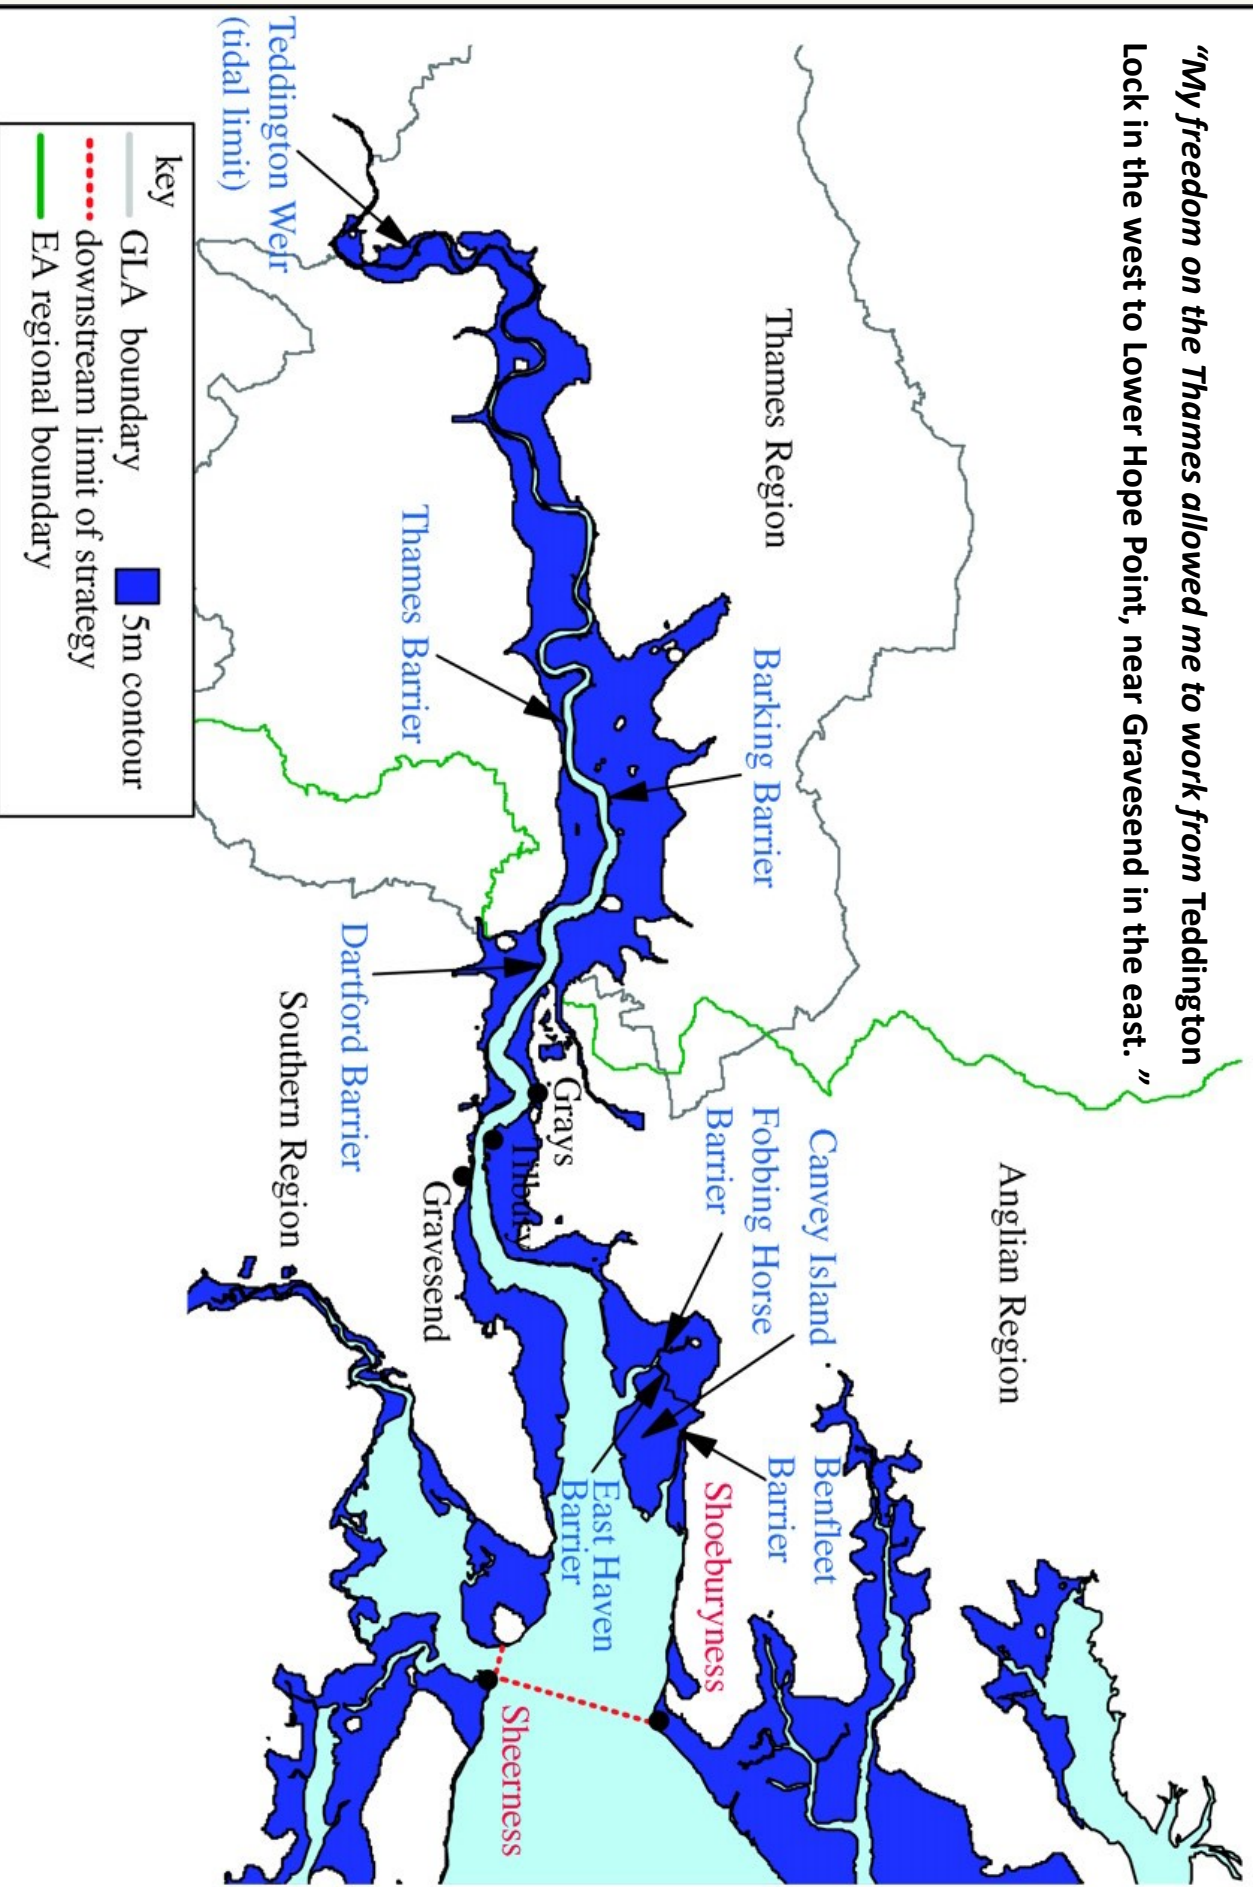 “My freedom on the Thames allowed me to work from Teddington
Lock in the west to Lower Hope Point, near Gravesend in the east. ”
Thames Region
Anglian Region
Barking Barrier
Canvey Island
Fobbing Horse
Barrier
Benfleet
Barrier
Shoeburyness
Teddington Weir
(tidal limit)
Thames Barrier
Grays
Tilbury
East Haven
Barrier
Dartford Barrier
Gravesend
Sheerness
Southern Region
key
GLA boundary
5m contour
downstream limit of strategy
EA regional boundary